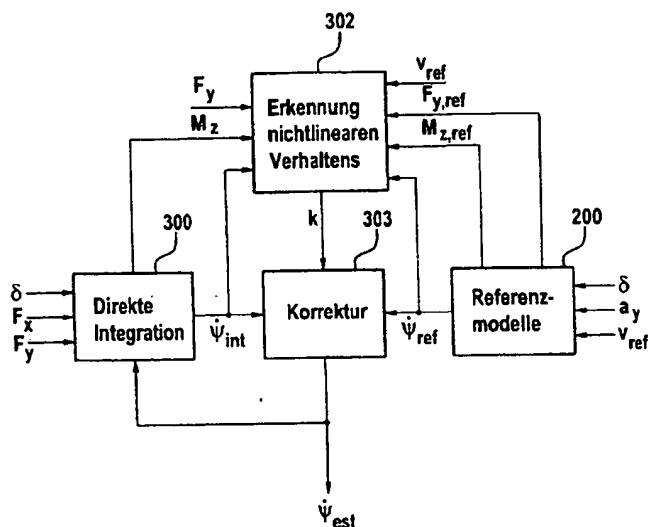 302
F_y
M_z
Erkennung
nichtlinearen
Verhaltens
v_ref
F_y,ref
M_z,ref
k
300
303
200
δ
F_x
F_y
Direkte
Integration
ψ̇_int
Korrektur
ψ̇_ref
Referenz-
modelle
δ
a_y
v_ref
ψ̇_est